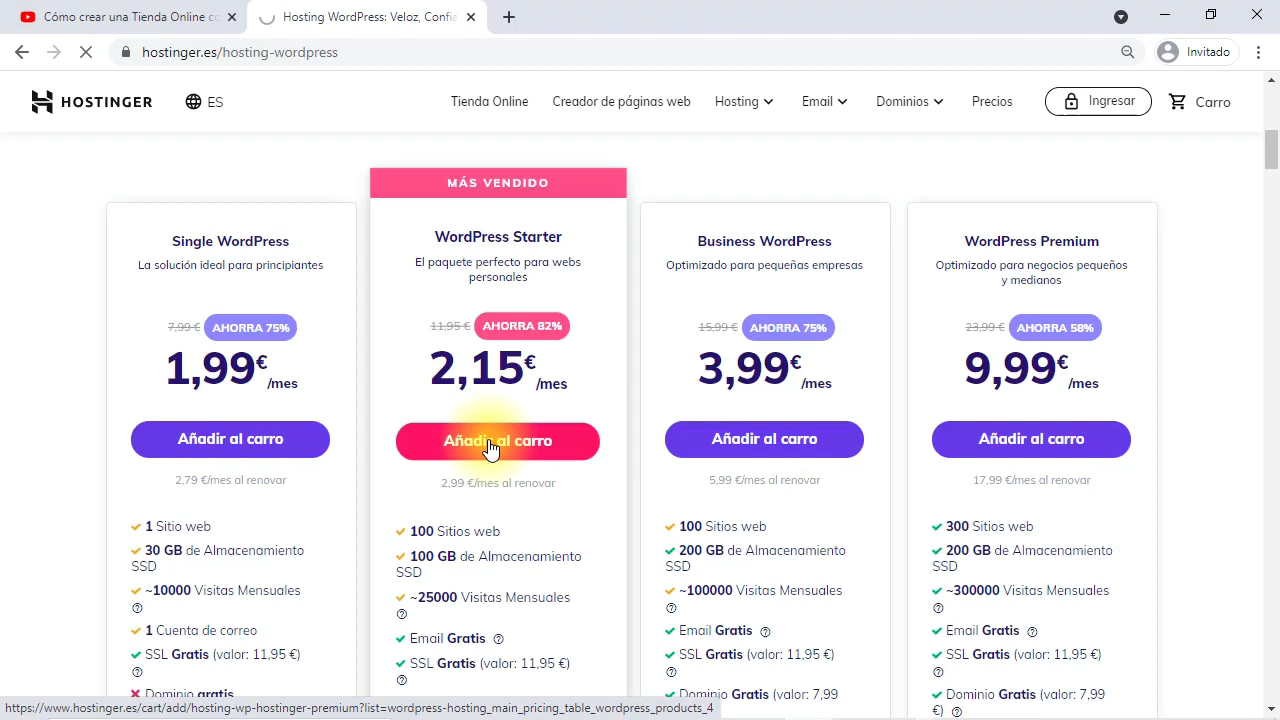 Cómo crear una Tienda Online co
Hosting WordPress: Veloz, Confia
hostinger.es/hosting-wordpress
Invitado
HOSTINGER
ES
Tienda Online
Creador de páginas web
Hosting
Email
Dominios
Precios
Ingresar
Carro
MÁS VENDIDO
Single WordPress
La solución ideal para principiantes
7,99 €
AHORRA 75%
1,99€ /mes
Añadir al carro
2,79 €/mes al renovar
1 Sitio web
30 GB de Almacenamiento
SSD
~10000 Visitas Mensuales
1 Cuenta de correo
SSL Gratis (valor: 11,95 €)
Dominio gratis
WordPress Starter
El paquete perfecto para webs
personales
11,95 €
AHORRA 82%
2,15€ /mes
Añadir al carro
2,99 €/mes al renovar
100 Sitios web
100 GB de Almacenamiento
SSD
~25000 Visitas Mensuales
Email Gratis
SSL Gratis (valor: 11,95 €)
Business WordPress
Optimizado para pequeñas empresas
15,99 €
AHORRA 75%
3,99€ /mes
Añadir al carro
5,99 €/mes al renovar
100 Sitios web
200 GB de Almacenamiento
SSD
~100000 Visitas Mensuales
Email Gratis
SSL Gratis (valor: 11,95 €)
Dominio Gratis (valor: 7,99
WordPress Premium
Optimizado para negocios pequeños
y medianos
23,99 €
AHORRA 58%
9,99€ /mes
Añadir al carro
17,99 €/mes al renovar
300 Sitios web
200 GB de Almacenamiento
SSD
~300000 Visitas Mensuales
Email Gratis
SSL Gratis (valor: 11,95 €)
Dominio Gratis (valor: 7,99
€)
https://www.hostinger.es/cart/add/hosting-wp-hostinger-premium?list=wordpress-hosting_main_pricing_table_wordpress_products_4